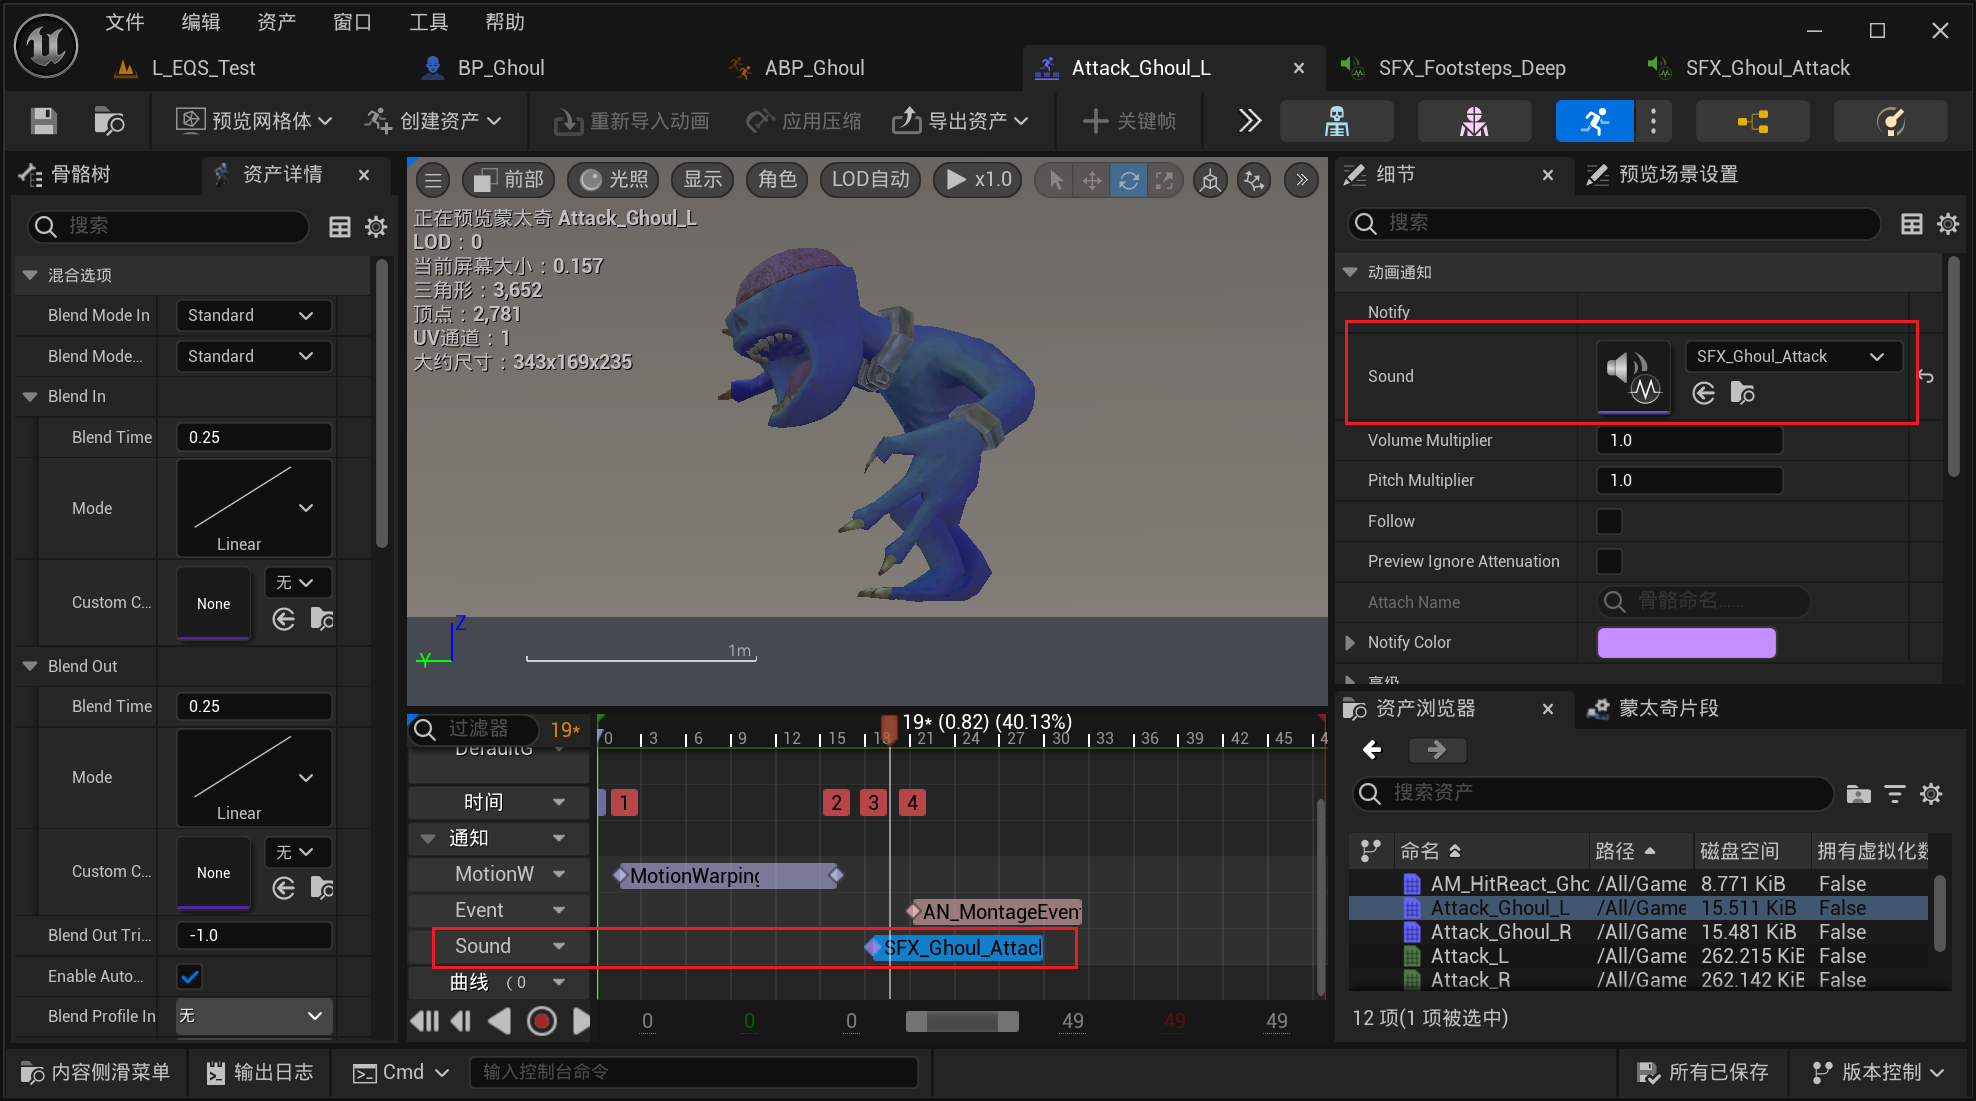 文件 编辑 资产 窗口 工具 帮助
L_EQS_Test BP_Ghoul ABP_Ghoul Attack_Ghoul_L SFX_Footsteps_Deep SFX_Ghoul_Attack
预览网格体 创建资产 重新导入动画 应用压缩 导出资产 关键帧
骨骼树 资产详情
搜索
混合选项
Blend Mode In Standard
Blend Mode... Standard
Blend In
Blend Time 0.25
Mode Linear
Custom C... None 无
Blend Out
Blend Time 0.25
Mode Linear
Custom C... None 无
Blend Out Tri... -1.0
Enable Auto...
Blend Profile In 无
前部 光照 显示 角色 LOD自动 x1.0
正在预览蒙太奇 Attack_Ghoul_L
LOD：0
当前屏幕大小：0.157
三角形：3,652
顶点：2,781
UV通道：1
大约尺寸：343x169x235
Z
Y
1m
过滤器 19*
19* (0.82) (40.13%)
0 3 6 9 12 15 18 21 24 27 30 33 36 39 42 45 4
DefaultG
时间 1 2 3 4
通知
MotionW MotionWarping
Event AN_MontageEven
Sound SFX_Ghoul_Attac
曲线 (0
0 0 0 49 49 49
细节 预览场景设置
搜索
动画通知
Notify
Sound SFX_Ghoul_Attack
Volume Multiplier 1.0
Pitch Multiplier 1.0
Follow
Preview Ignore Attenuation
Attach Name 骨骼命名......
Notify Color
高级
资产浏览器 蒙太奇片段
搜索资产
命名 路径 磁盘空间 拥有虚拟化数
AM_HitReact_Gho /All/Game 8.771 KiB False
Attack_Ghoul_L /All/Game 15.511 KiB False
Attack_Ghoul_R /All/Game 15.481 KiB False
Attack_L /All/Game 262.215 KiB False
Attack_R /All/Game 262.142 KiB False
12 项(1 项被选中)
内容侧滑菜单 输出日志 Cmd 输入控制台命令 所有已保存 版本控制